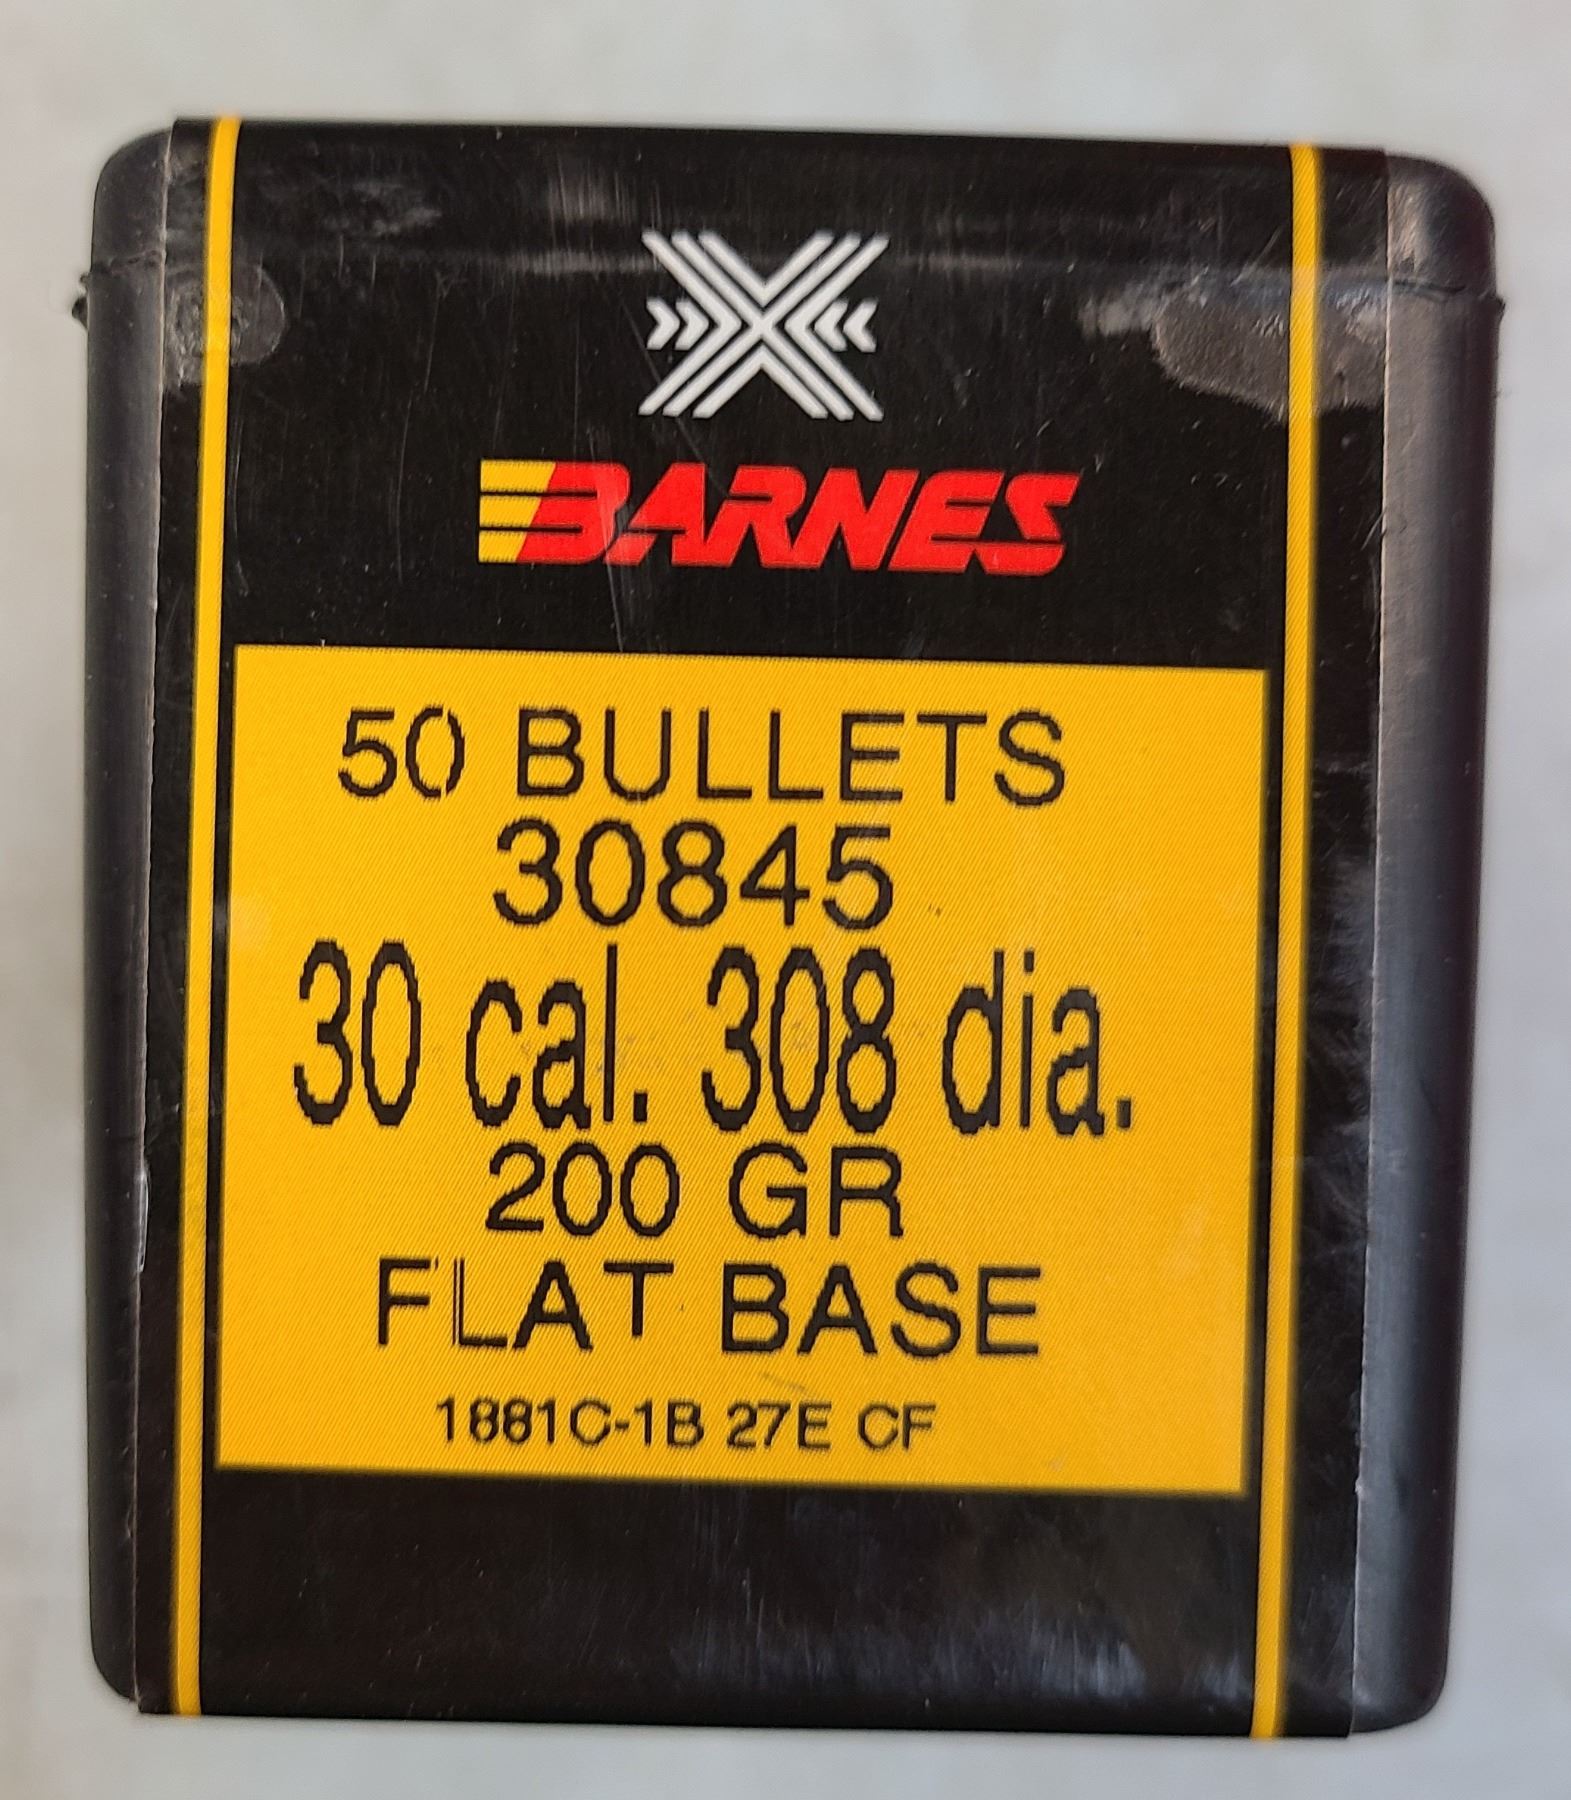 BARNES
50 BULLETS
30845
30 cal. 308 dia.
200 GR
FLAT BASE
1881C-1B 27E CF